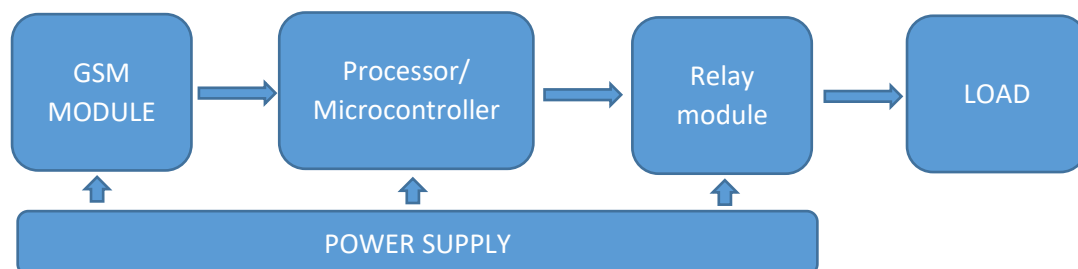 GSM
MODULE
Processor/
Microcontroller
Relay
module
LOAD
POWER SUPPLY